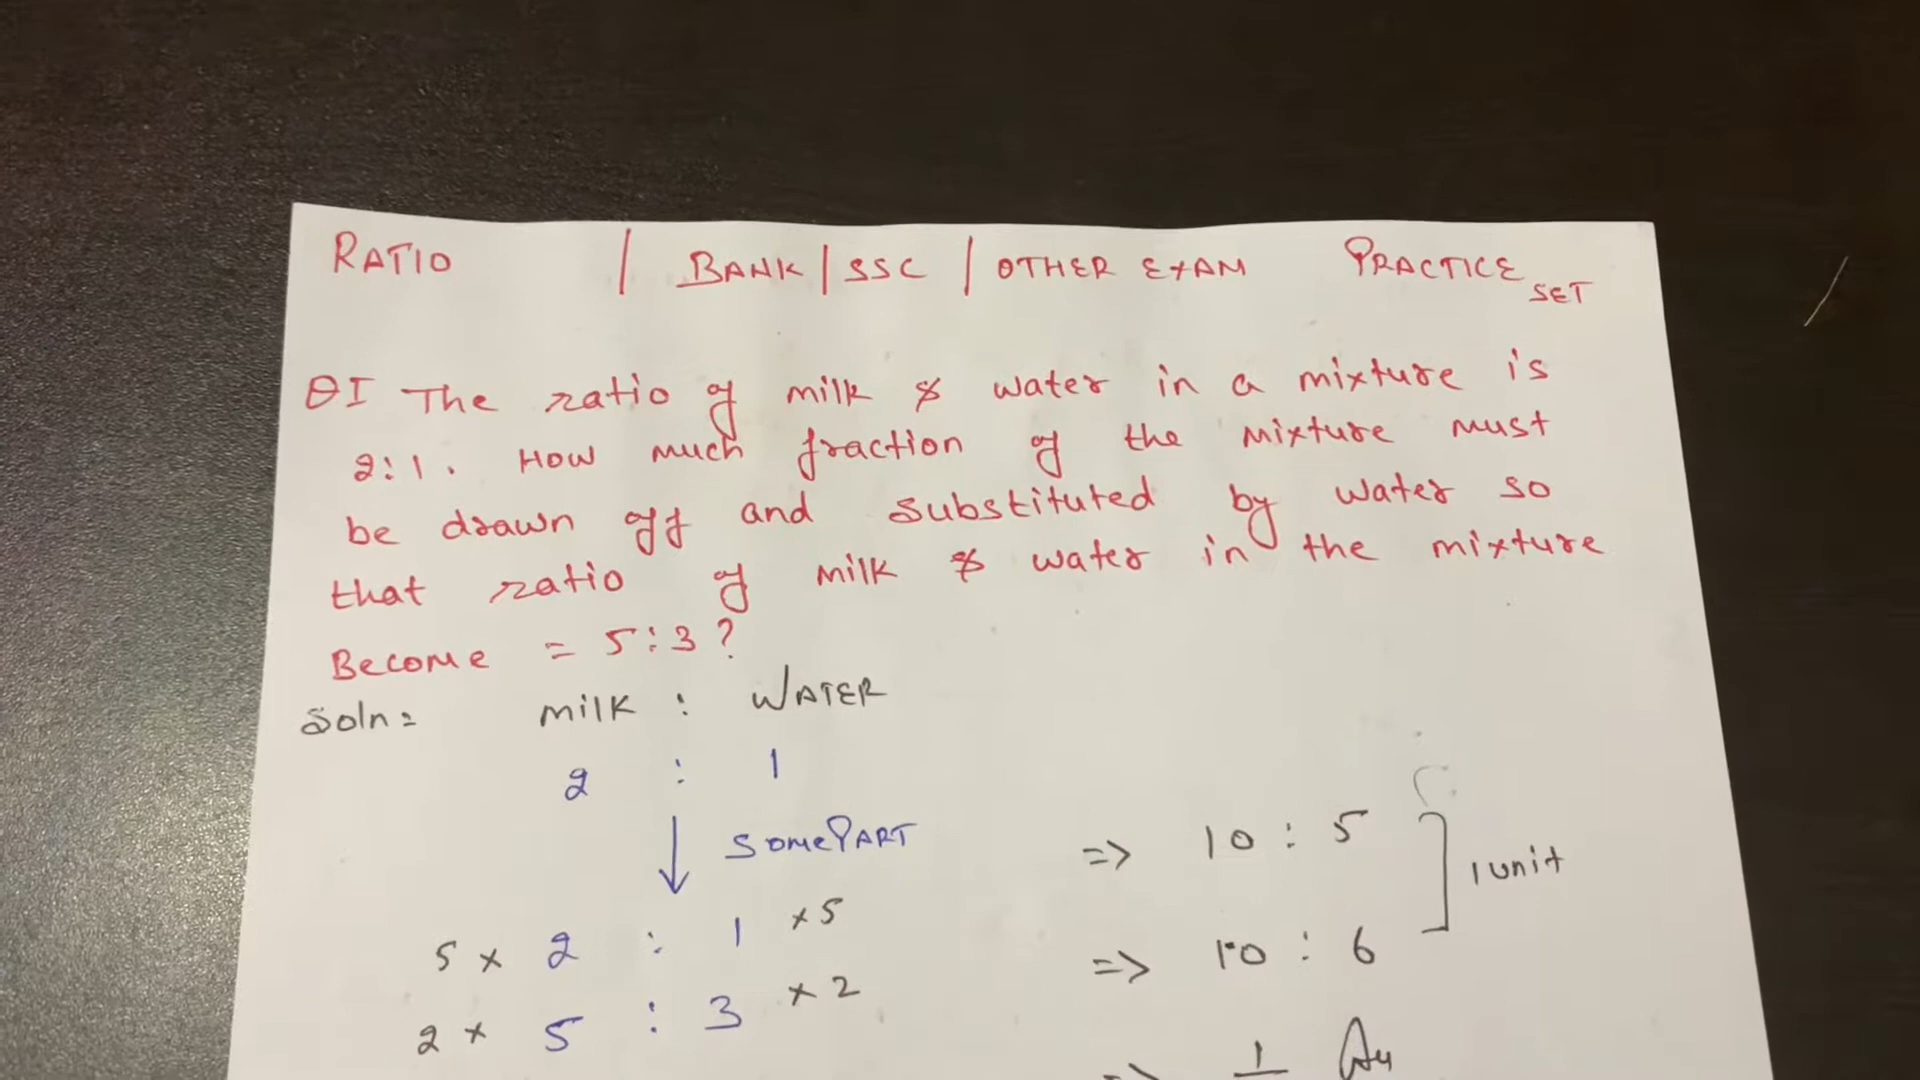 RATIO | BANK | SSC | OTHER EXAM PRACTICE SET
Q1 The ratio of milk & water in a mixture is
2:1. How much fraction of the mixture must
be drawn off and substituted by water so
that ratio of milk & water in the mixture
Become = 5:3?
Soln= milk : WATER
2 : 1
↓ SOME PART
=> 10 : 5
1 unit
5 × 2 : 1 × 5
=> 10 : 6
2 × 5 : 3 × 2
=> 1